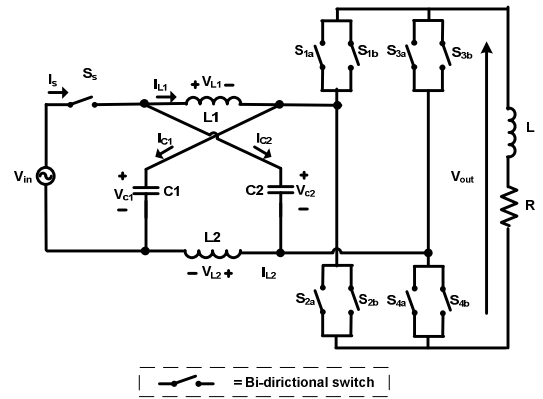 S1a
S1b
S3a
S3b
Is
Ss
IL1
+ VL1 −
L1
IC1
IC2
L
Vin
+
Vc1
−
C1
C2
+
Vc2
−
Vout
R
L2
− VL2 +
IL2
S2a
S2b
S4a
S4b
= Bi-dirictional switch